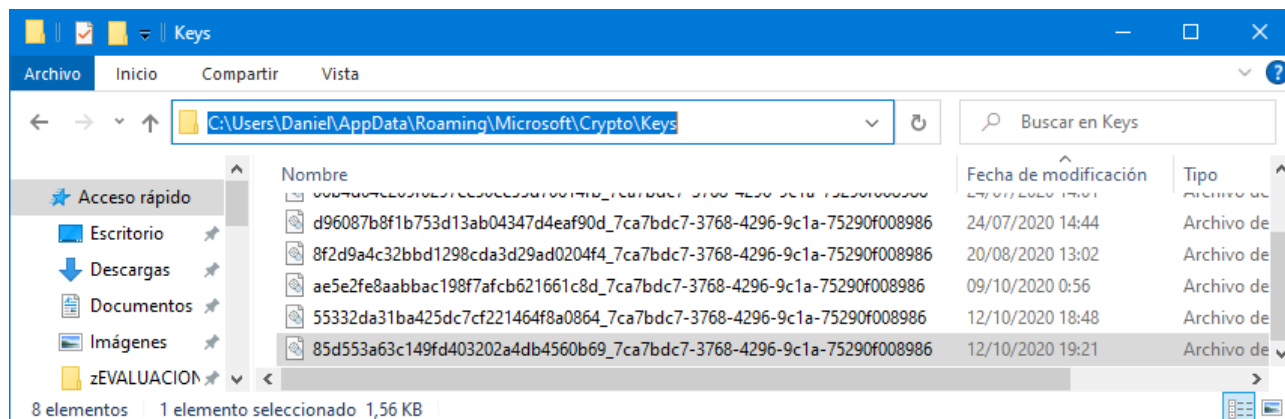 Keys
Archivo Inicio Compartir Vista
C:\Users\Daniel\AppData\Roaming\Microsoft\Crypto\Keys Buscar en Keys
Nombre Fecha de modificación Tipo
Acceso rápido
d96087b8f1b753d13ab04347d4eaf90d_7ca7bdc7-3768-4296-9c1a-75290f008986 24/07/2020 14:44 Archivo de
Escritorio
8f2d9a4c32bbd1298cda3d29ad0204f4_7ca7bdc7-3768-4296-9c1a-75290f008986 20/08/2020 13:02 Archivo de
Descargas
ae5e2fe8aabbac198f7afcb621661c8d_7ca7bdc7-3768-4296-9c1a-75290f008986 09/10/2020 0:56 Archivo de
Documentos
55332da31ba425dc7cf221464f8a0864_7ca7bdc7-3768-4296-9c1a-75290f008986 12/10/2020 18:48 Archivo de
Imágenes
85d553a63c149fd403202a4db4560b69_7ca7bdc7-3768-4296-9c1a-75290f008986 12/10/2020 19:21 Archivo de
zEVALUACION
8 elementos 1 elemento seleccionado 1,56 KB